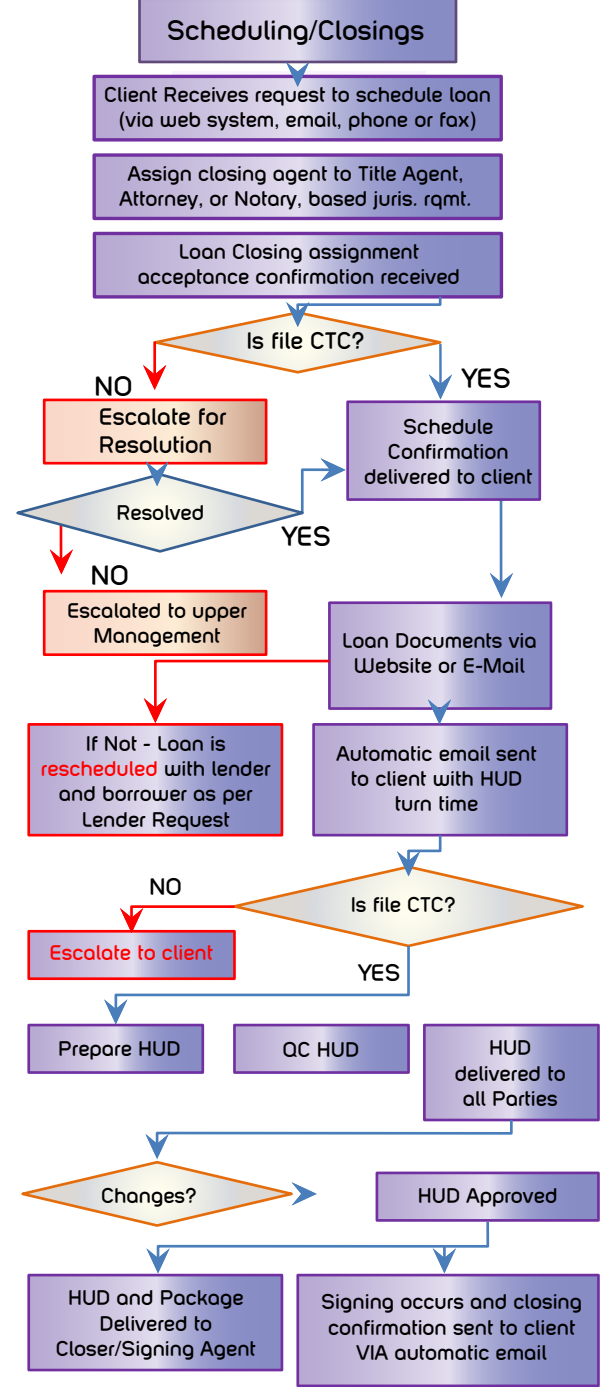 Scheduling/Closings
Client Receives request to schedule loan
(via web system, email, phone or fax)
Assign closing agent to Title Agent,
Attorney, or Notary, based juris. rqmt.
Loan Closing assignment
acceptance confirmation received
Is file CTC?
NO
YES
Escalate for
Resolution
Schedule
Confirmation
delivered to client
Resolved
YES
NO
Escalated to upper
Management
Loan Documents via
Website or E-Mail
If Not - Loan is
rescheduled with lender
and borrower as per
Lender Request
Automatic email sent
to client with HUD
turn time
Is file CTC?
NO
Escalate to client
YES
Prepare HUD
QC HUD
HUD
delivered to
all Parties
Changes?
HUD Approved
HUD and Package
Delivered to
Closer/Signing Agent
Signing occurs and closing
confirmation sent to client
VIA automatic email